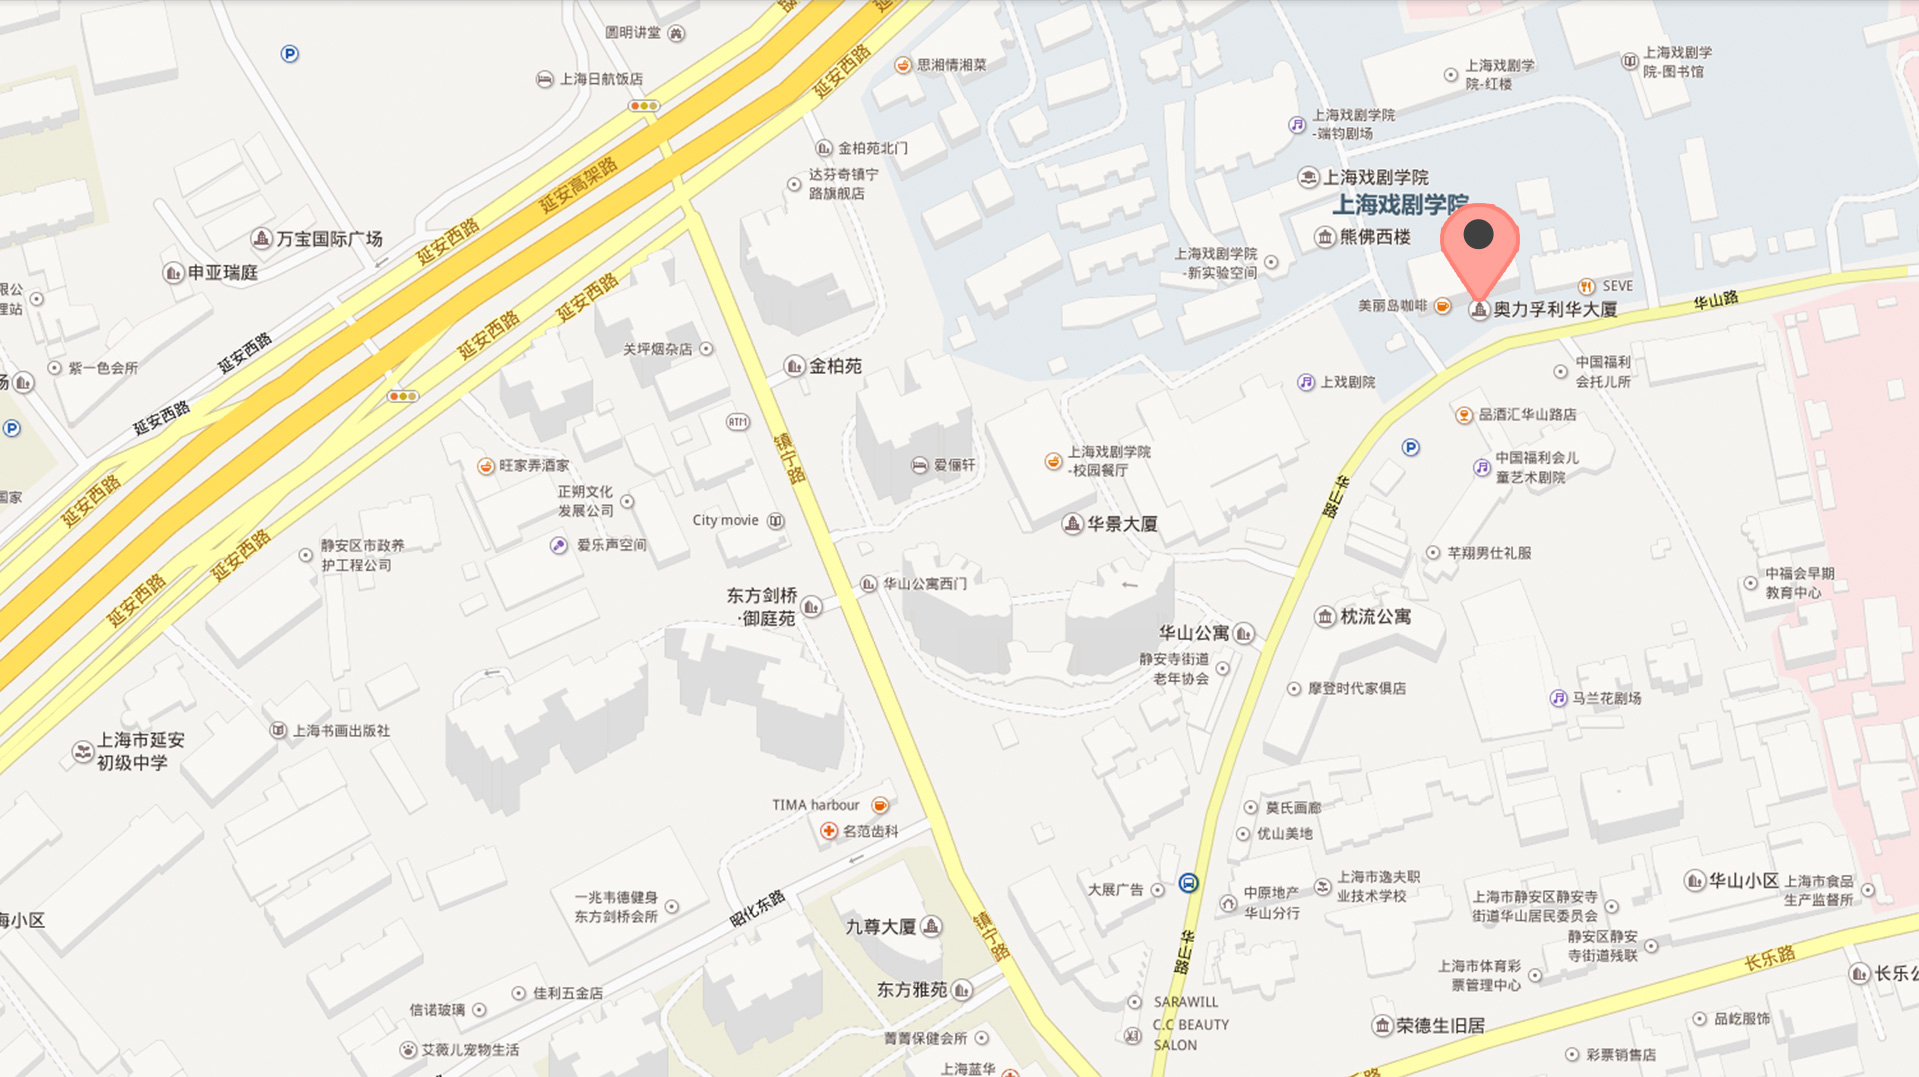 圆明讲堂
上海日航饭店
思湘情湘菜
上海戏剧学
院-红楼
上海戏剧学
院-图书馆
延安西路
上海戏剧学院
-端钧剧场
金柏苑北门
达芬奇镇宁
路旗舰店
延安高架路
上海戏剧学院
上海戏剧学院
熊佛西楼
万宝国际广场
延安西路
申亚瑞庭
上海戏剧学院
-新实验空间
美丽岛咖啡
SEVE
奥力孚利华大厦
华山路
限公
理站
延安西路
延安西路
延安西路
关坪烟杂店
紫一色会所
金柏苑
上戏剧院
中国福利
会托儿所
场
延安西路
ATM
品酒汇华山路店
镇宁路
旺家弄酒家
爱俪轩
上海戏剧学院
-校园餐厅
中国福利会儿
童艺术剧院
国家
延安西路
正朔文化
发展公司
City movie
华景大厦
华山路
爱乐声空间
静安区市政养
护工程公司
延安西路
芊翔男仕礼服
延安西路
东方剑桥
·御庭苑
华山公寓西门
中福会早期
教育中心
华山公寓
枕流公寓
静安寺街道
老年协会
摩登时代家俱店
马兰花剧场
上海书画出版社
上海市延安
初级中学
TIMA harbour
名范齿科
莫氏画廊
优山美地
一兆韦德健身
东方剑桥会所
昭化东路
大展广告
中原地产
华山分行
上海市逸夫职
业技术学校
上海市静安区静安寺
街道华山居民委员会
华山小区
上海市食品
生产监督所
海小区
九尊大厦
镇宁路
华山路
静安区静安
寺街道残联
长乐路
上海市体育彩
票管理中心
长乐公
东方雅苑
佳利五金店
信诺玻璃
SARAWILL
C.C BEAUTY
SALON
荣德生旧居
品屹服饰
菁菁保健会所
艾薇儿宠物生活
彩票销售店
上海蓝华
路